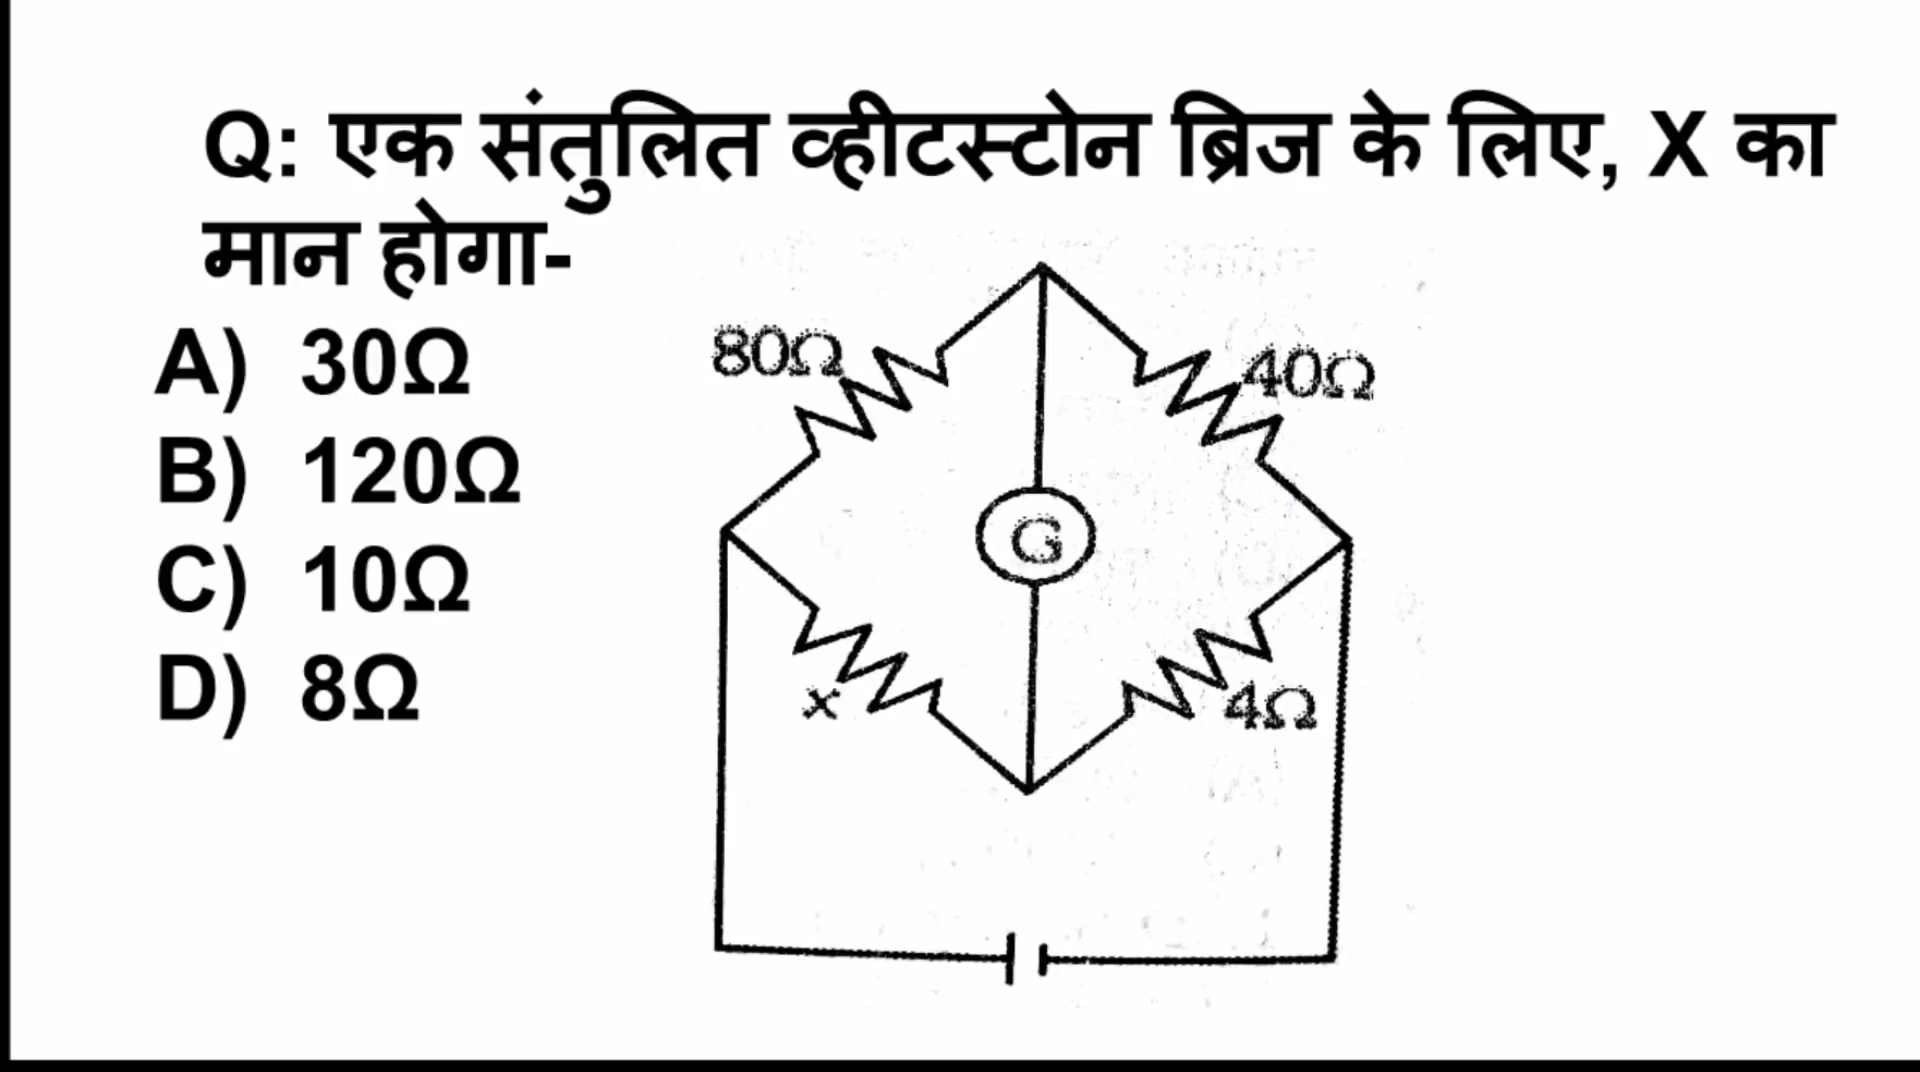 Q: एक संतुलित व्हीटस्टोन ब्रिज के लिए, X का
मान होगा-
A) 30Ω
B) 120Ω
C) 10Ω
D) 8Ω
80Ω
40Ω
G
x
4Ω